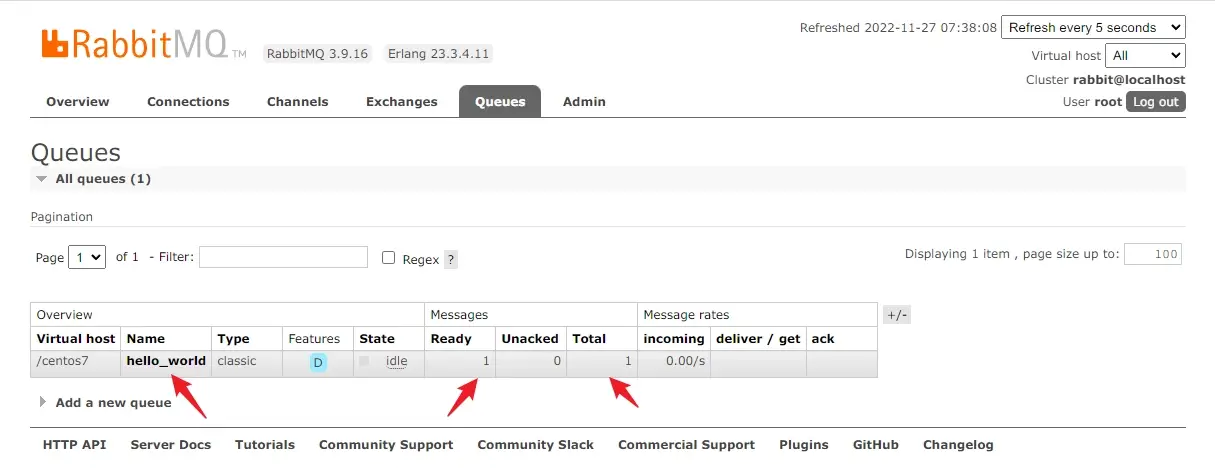 Refreshed 2022-11-27 07:38:08 Refresh every 5 seconds
RabbitMQ™ RabbitMQ 3.9.16 Erlang 23.3.4.11
Virtual host All
Cluster rabbit@localhost
User root Log out
Overview Connections Channels Exchanges Queues Admin
Queues
All queues (1)
Pagination
Page 1 of 1 - Filter: Regex ? Displaying 1 item , page size up to: 100
Overview Messages Message rates +/-
Virtual host Name Type Features State Ready Unacked Total incoming deliver / get ack
/centos7 hello_world classic D idle 1 0 1 0.00/s
Add a new queue
HTTP API Server Docs Tutorials Community Support Community Slack Commercial Support Plugins GitHub Changelog